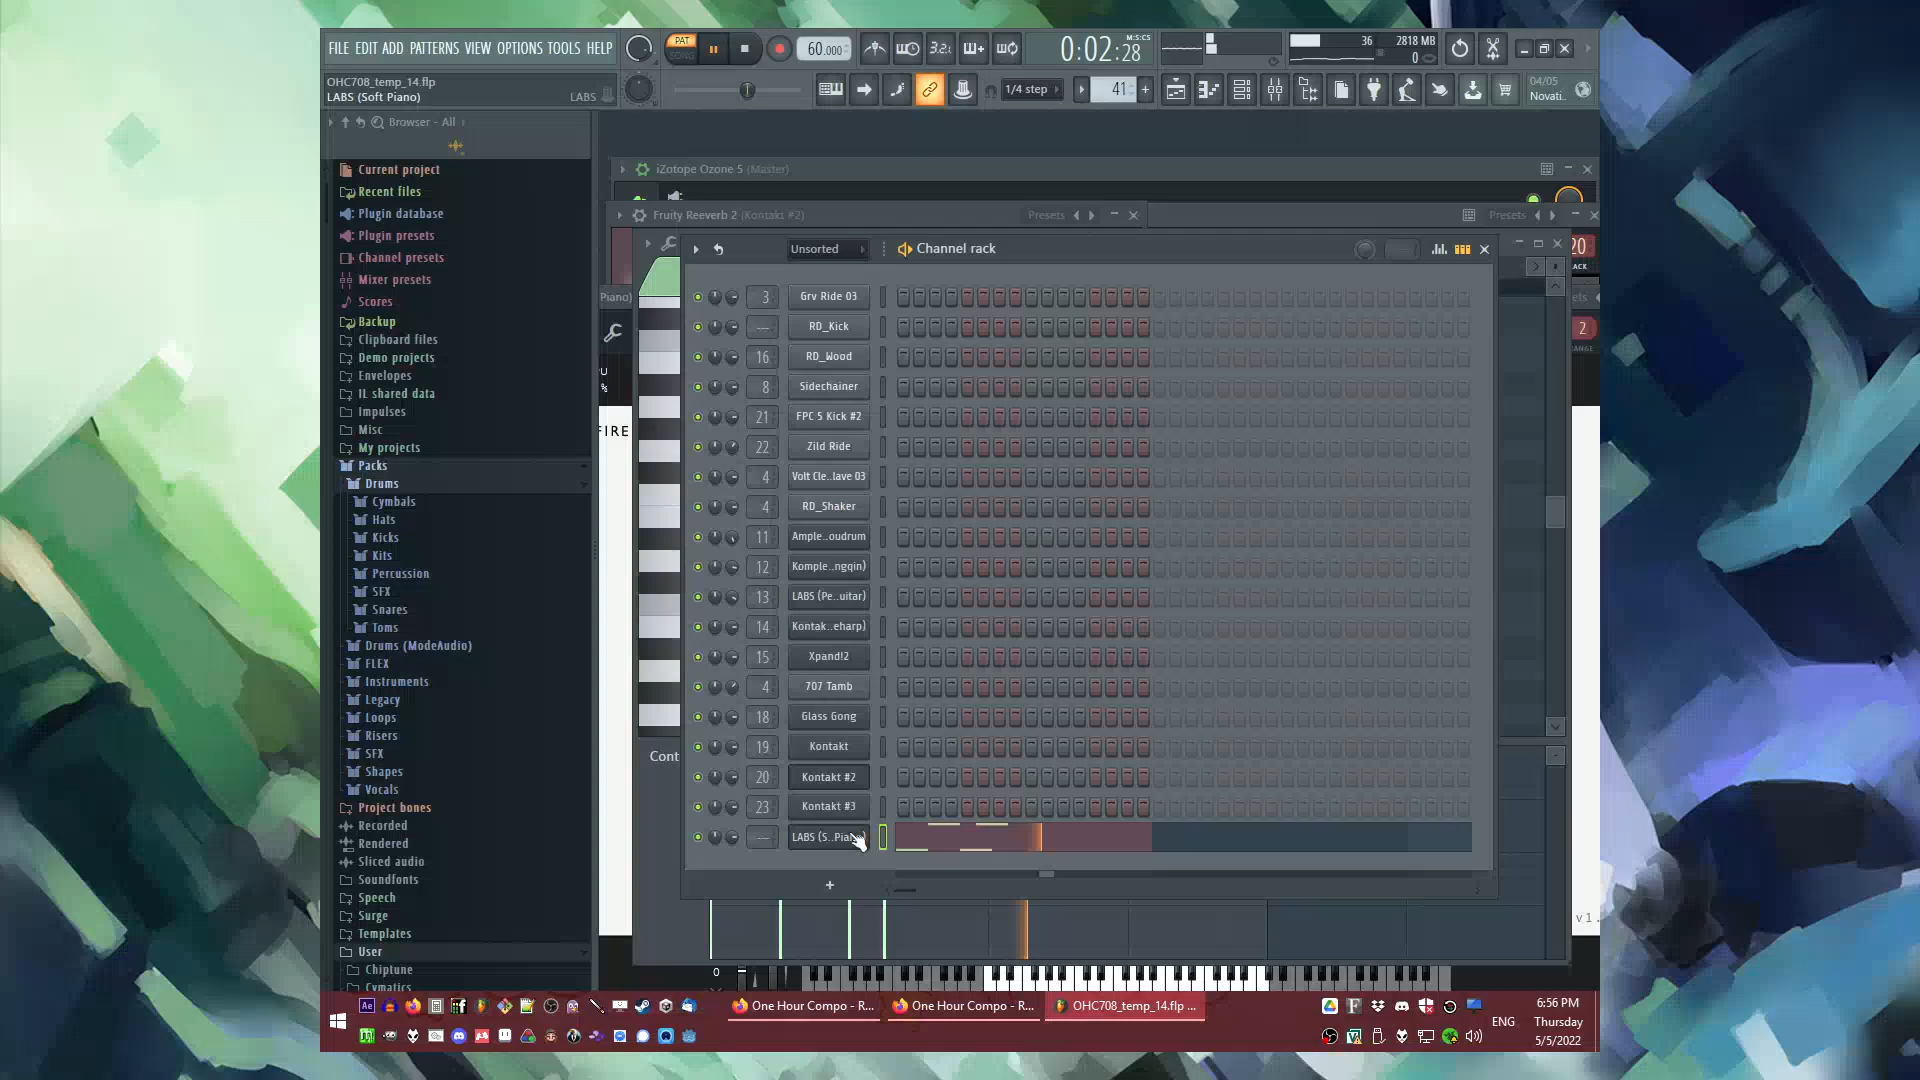 FILE EDIT ADD PATTERNS VIEW OPTIONS TOOLS HELP
PAT
SONG
60.000
3.2.
0:02:28
M:S:CS
36
2818 MB
0
OHC708_temp_14.flp
LABS (Soft Piano)
LABS
1/4 step
41
04/05
Novati..
Browser - All
Current project
Recent files
Plugin database
Plugin presets
Channel presets
Mixer presets
Scores
Backup
Clipboard files
Demo projects
Envelopes
IL shared data
Impulses
Misc
My projects
Packs
Drums
Cymbals
Hats
Kicks
Kits
Percussion
SFX
Snares
Toms
Drums (ModeAudio)
FLEX
Instruments
Legacy
Loops
Risers
SFX
Shapes
Vocals
Project bones
Recorded
Rendered
Sliced audio
Soundfonts
Speech
Surge
Templates
User
Chiptune
Cymatics
iZotope Ozone 5 (Master)
Fruity Reeverb 2 (Kontakt #2)
Presets
Presets
Unsorted
Channel rack
20
ACK
ets
2
ANGE
Piano)
PU
%
FIRE
Cont
v 1 .
0
3 Grv Ride 03
--- RD_Kick
16 RD_Wood
8 Sidechainer
21 FPC 5 Kick #2
22 Zild Ride
4 Volt Cle..lave 03
4 RD_Shaker
11 Ample..oudrum
12 Komple..ngqin)
13 LABS (Pe..uitar)
14 Kontak..eharp)
15 Xpand!2
4 707 Tamb
18 Glass Gong
19 Kontakt
20 Kontakt #2
23 Kontakt #3
--- LABS (S..Piano)
+
One Hour Compo - R...
One Hour Compo - R...
OHC708_temp_14.flp ...
ENG
6:56 PM
Thursday
5/5/2022